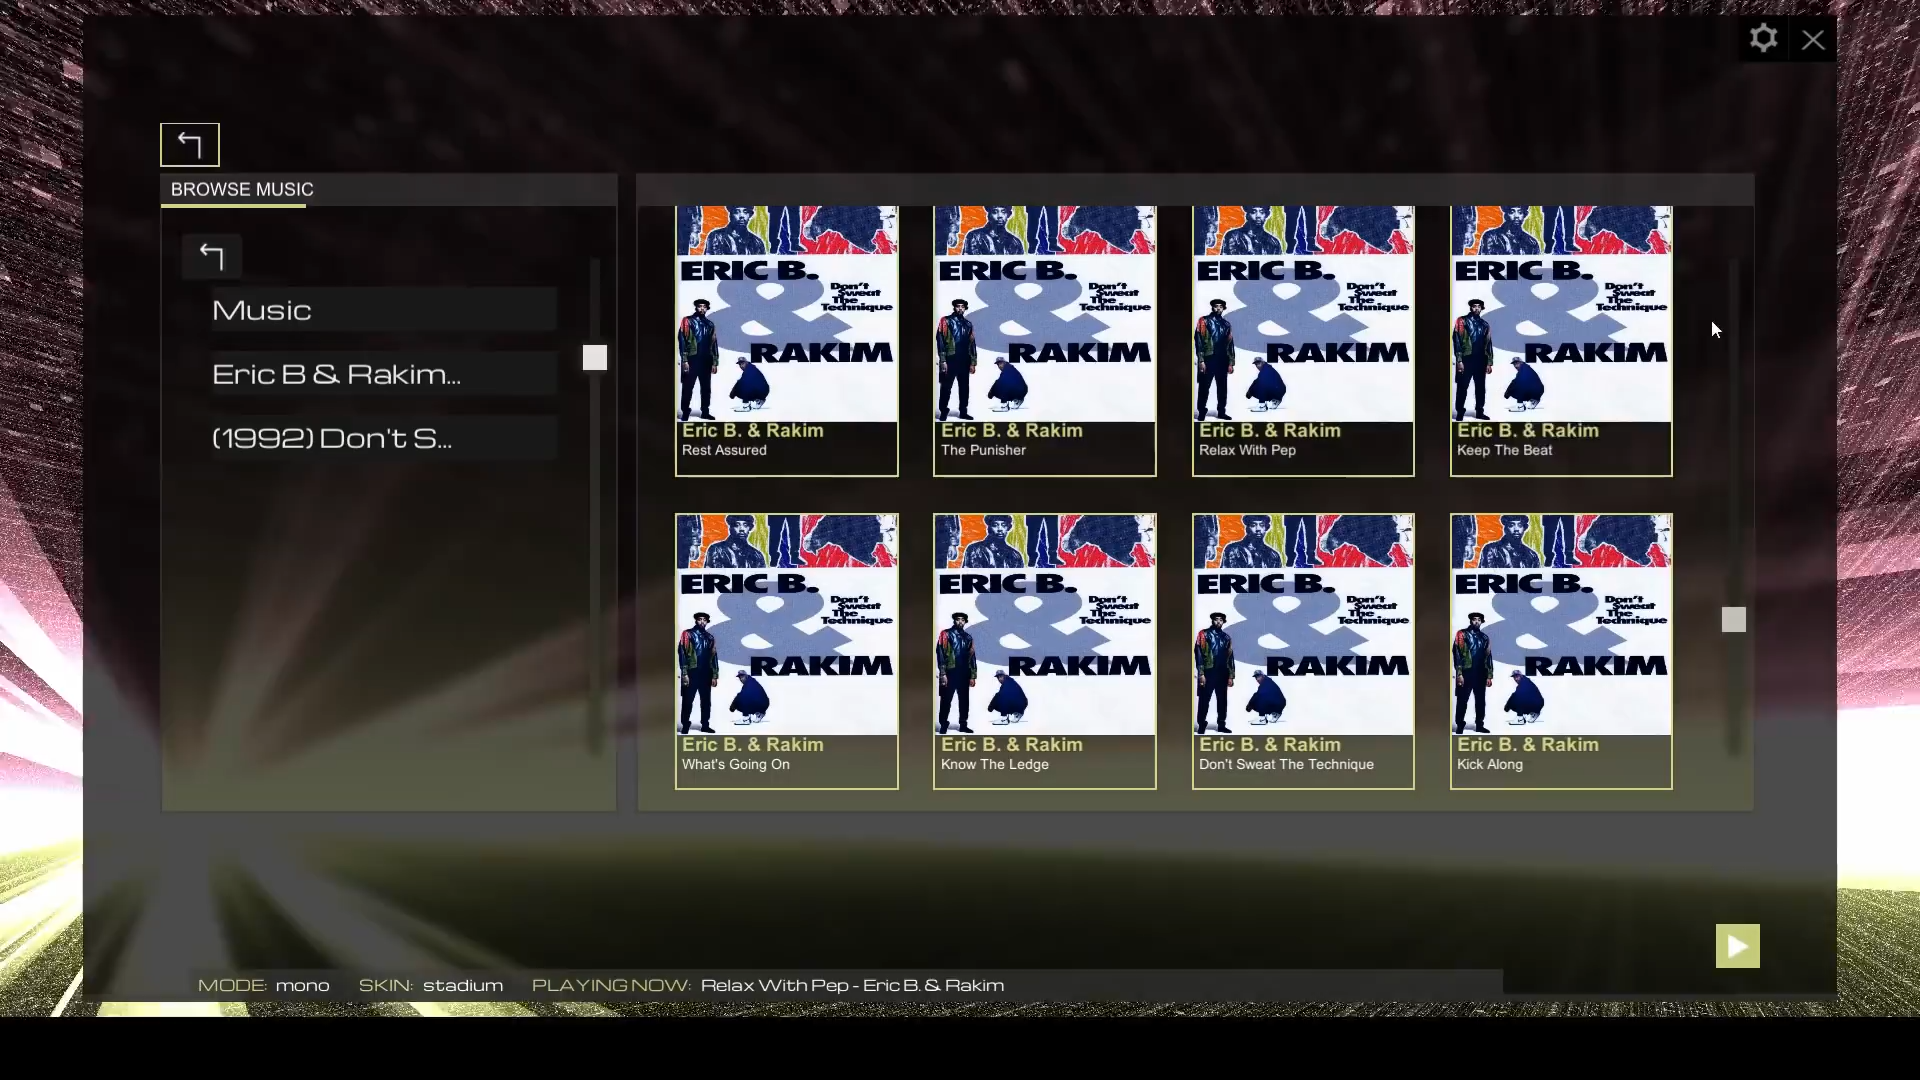 BROWSE MUSIC
Music
Eric B & Rakim...
(1992) Don't S...
ERIC B. & RAKIM Don't Sweat The Technique
Eric B. & Rakim
Rest Assured
ERIC B. & RAKIM Don't Sweat The Technique
Eric B. & Rakim
The Punisher
ERIC B. & RAKIM Don't Sweat The Technique
Eric B. & Rakim
Relax With Pep
ERIC B. & RAKIM Don't Sweat The Technique
Eric B. & Rakim
Keep The Beat
ERIC B. & RAKIM Don't Sweat The Technique
Eric B. & Rakim
What's Going On
ERIC B. & RAKIM Don't Sweat The Technique
Eric B. & Rakim
Know The Ledge
ERIC B. & RAKIM Don't Sweat The Technique
Eric B. & Rakim
Don't Sweat The Technique
ERIC B. & RAKIM Don't Sweat The Technique
Eric B. & Rakim
Kick Along
MODE: mono SKIN: stadium PLAYING NOW: Relax With Pep - Eric B. & Rakim